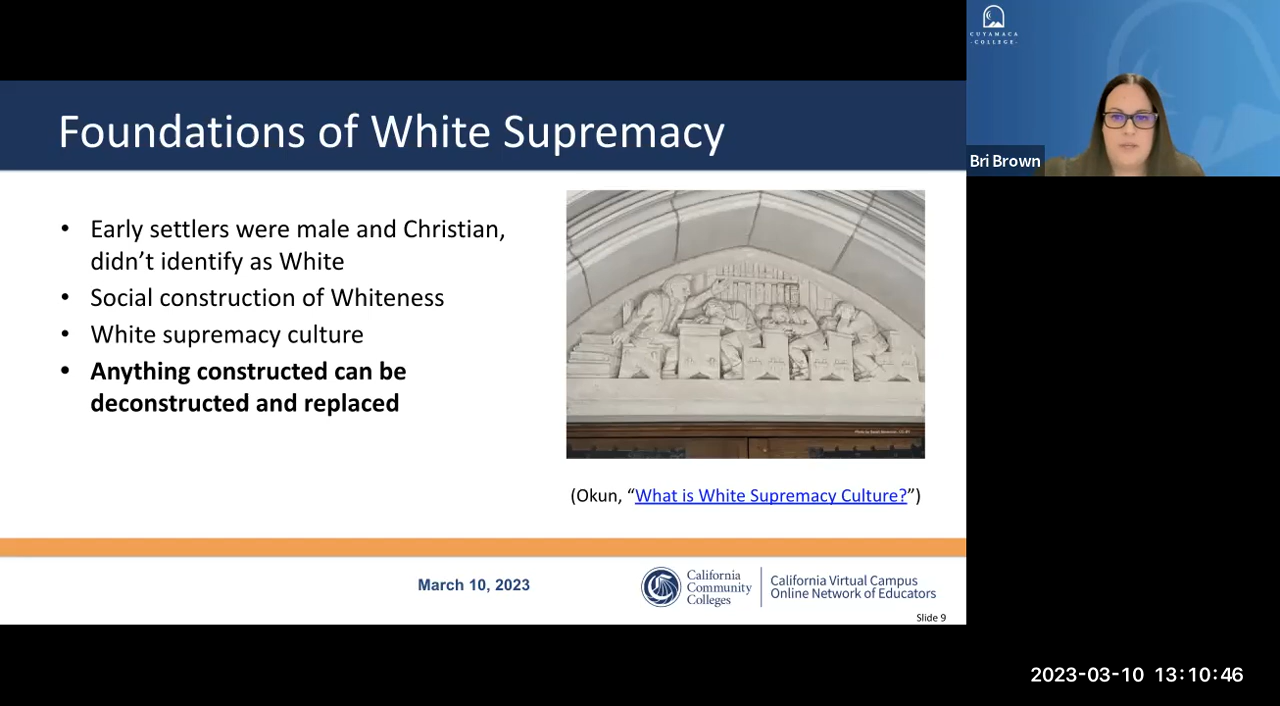 Foundations of White Supremacy
• Early settlers were male and Christian,
didn’t identify as White
• Social construction of Whiteness
• White supremacy culture
• Anything constructed can be
deconstructed and replaced
(Okun, “What is White Supremacy Culture?”)
March 10, 2023
California
Community
Colleges
California Virtual Campus
Online Network of Educators
Slide 9
CUYAMACA
COLLEGE
Bri Brown
2023-03-10 13:10:46